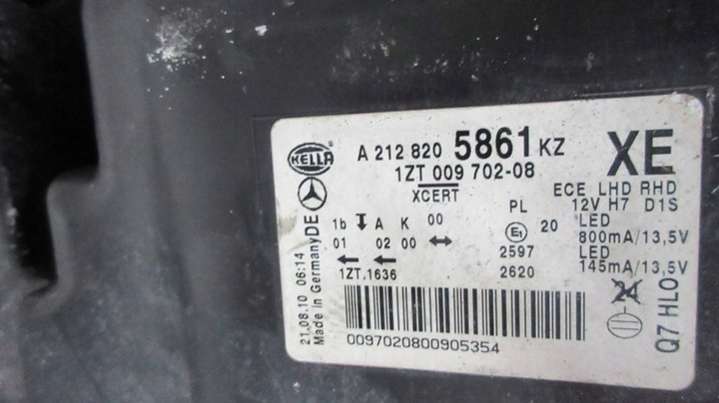 HELLA
A 212 820 5861 KZ
XE
1ZT 009 702-08
XCERT
ECE LHD RHD
PL 12V H7 D1S
1b A K 00
E1 20 LED
800mA/13,5V
01 02 00
2597 LED
145mA/13,5V
1ZT.1636
2620
24
0097020800905354
Made in Germany DE
21.08.10 06:14
Q7 HLO